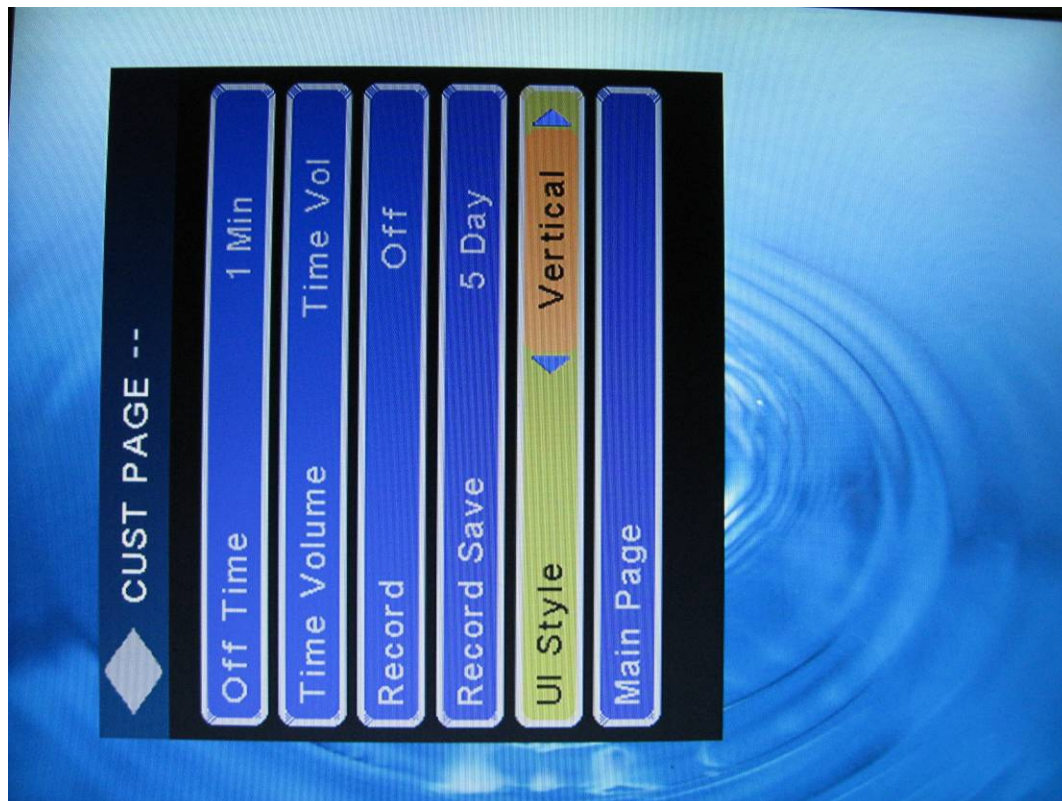 CUST PAGE --
Off Time 1 Min
Time Volume Time Vol
Record Off
Record Save 5 Day
UI Style Vertical
Main Page